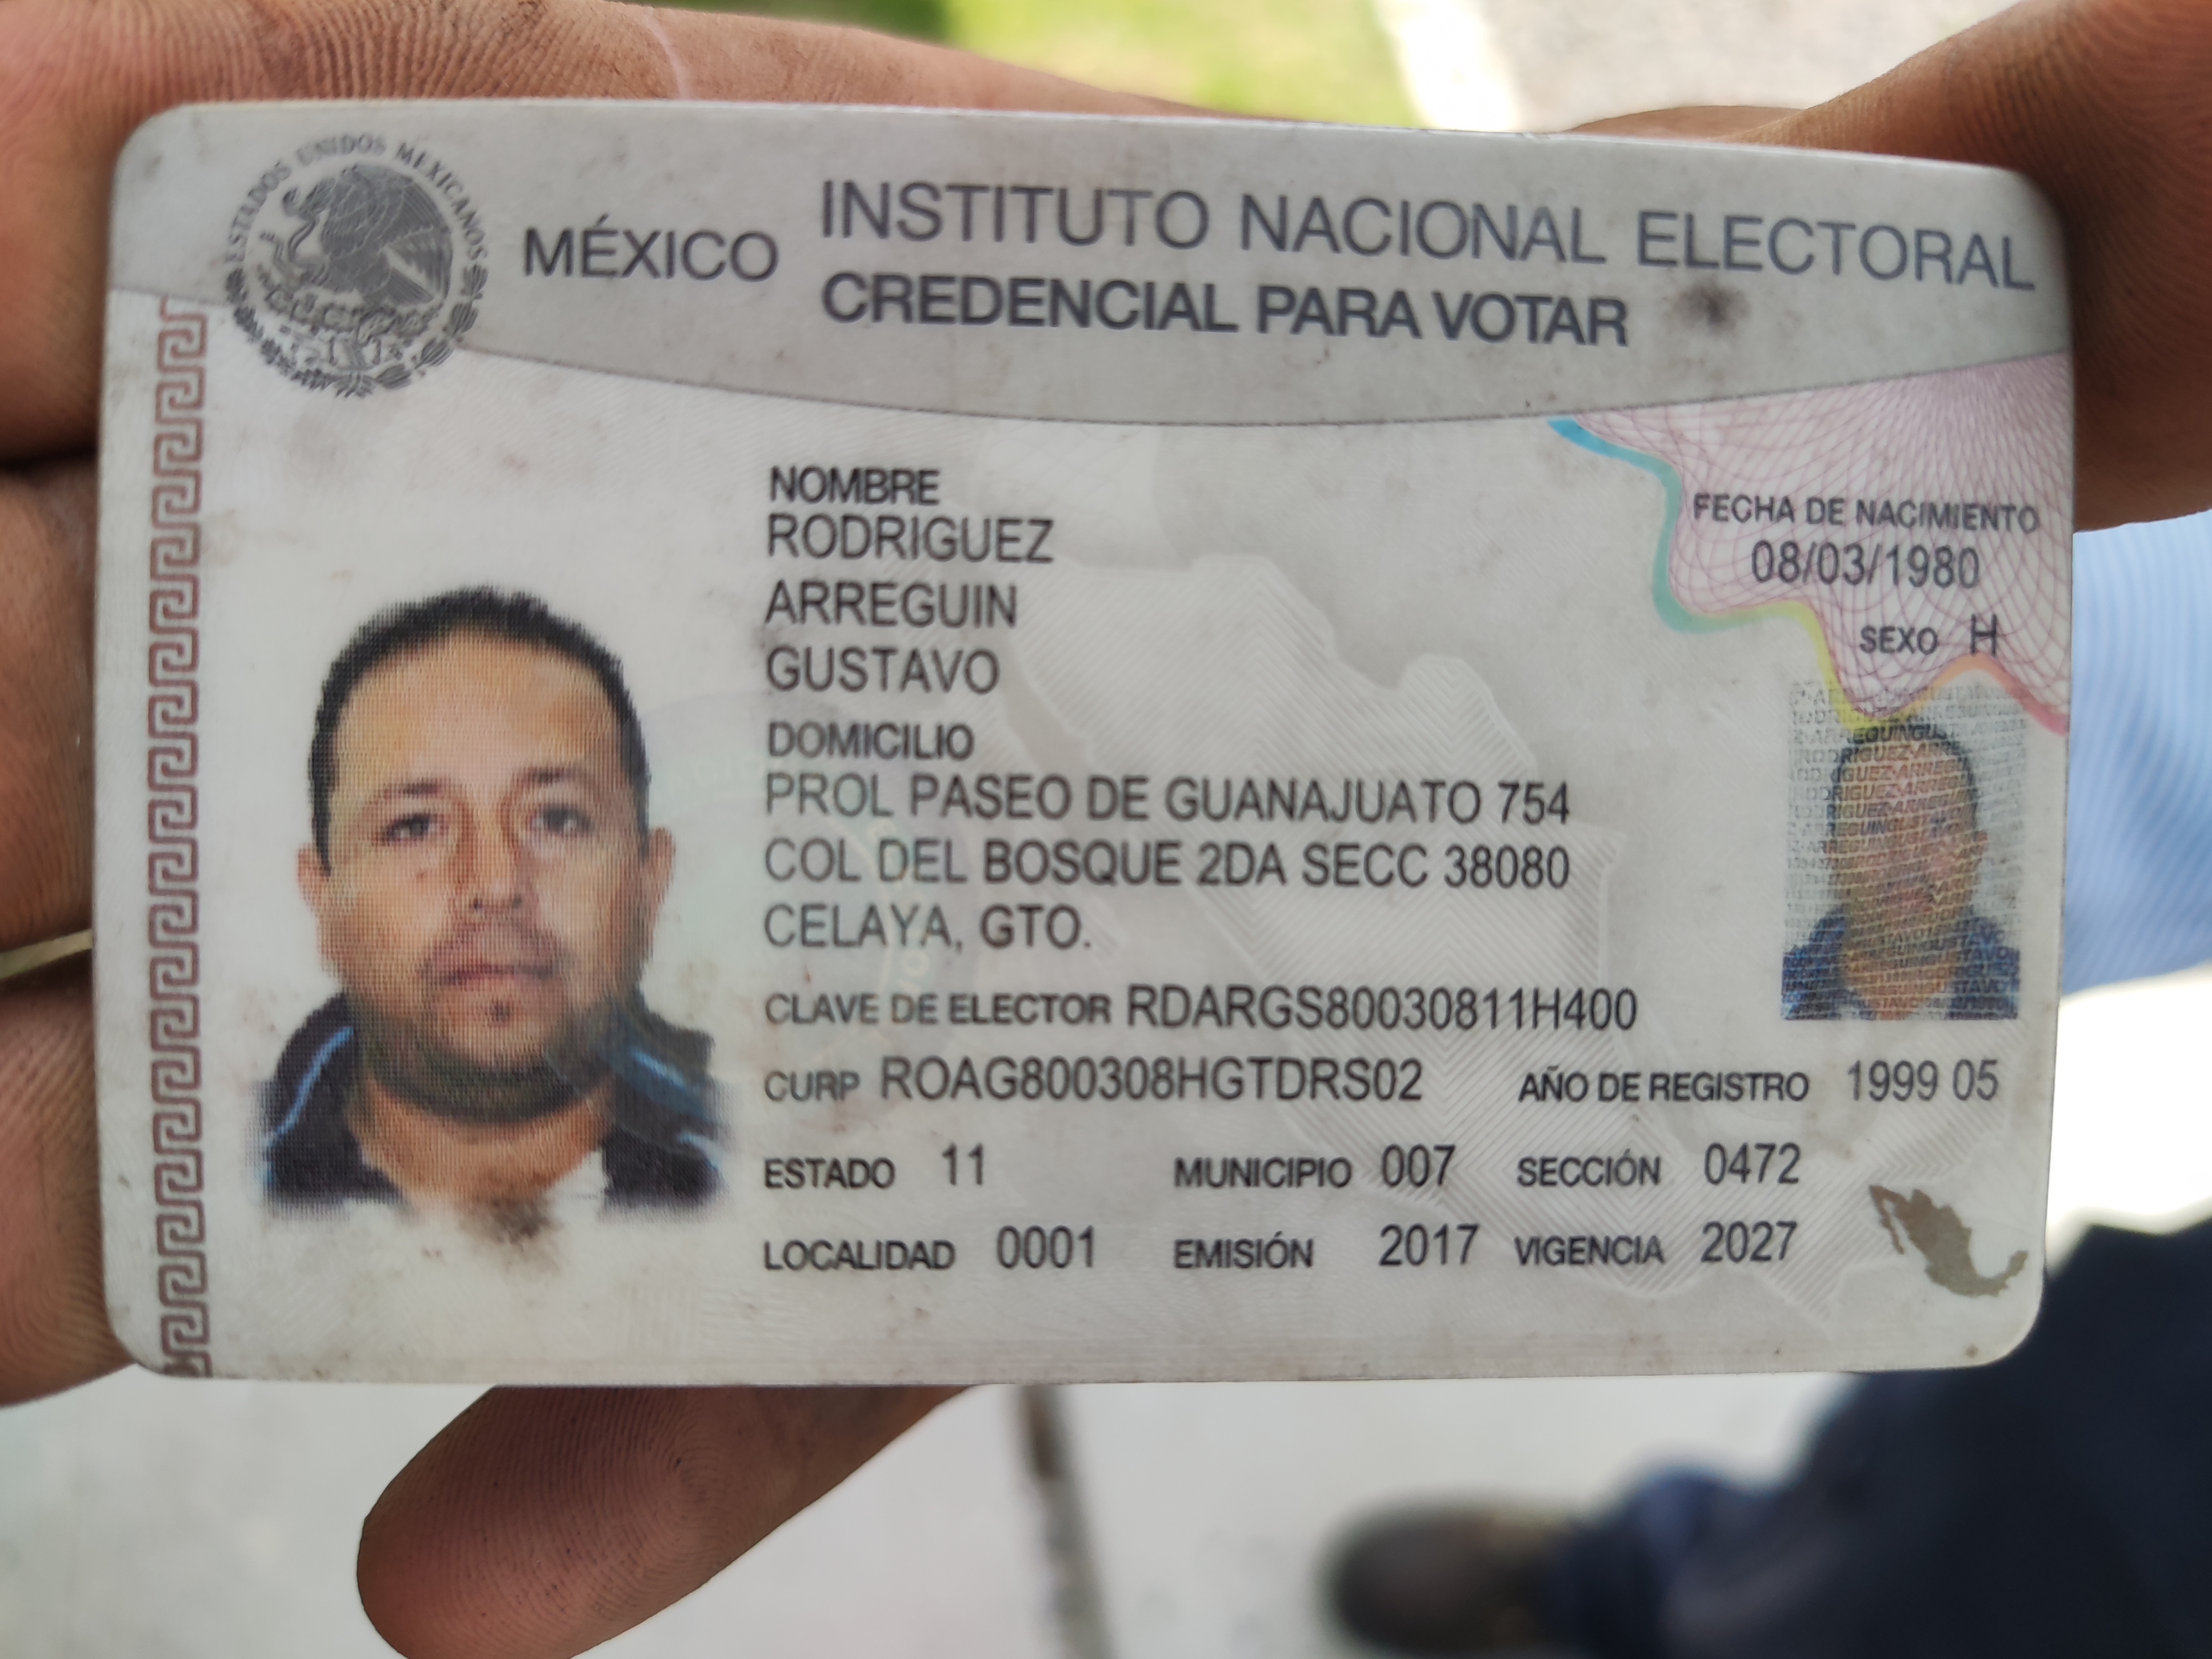 ESTADOS UNIDOS MEXICANOS
MÉXICO
INSTITUTO NACIONAL ELECTORAL
CREDENCIAL PARA VOTAR
NOMBRE
RODRIGUEZ
ARREGUIN
GUSTAVO
FECHA DE NACIMIENTO
08/03/1980
SEXO H
DOMICILIO
PROL PASEO DE GUANAJUATO 754
COL DEL BOSQUE 2DA SECC 38080
CELAYA, GTO.
CLAVE DE ELECTOR RDARGS80030811H400
CURP ROAG800308HGTDRS02 AÑO DE REGISTRO 1999 05
ESTADO 11 MUNICIPIO 007 SECCIÓN 0472
LOCALIDAD 0001 EMISIÓN 2017 VIGENCIA 2027